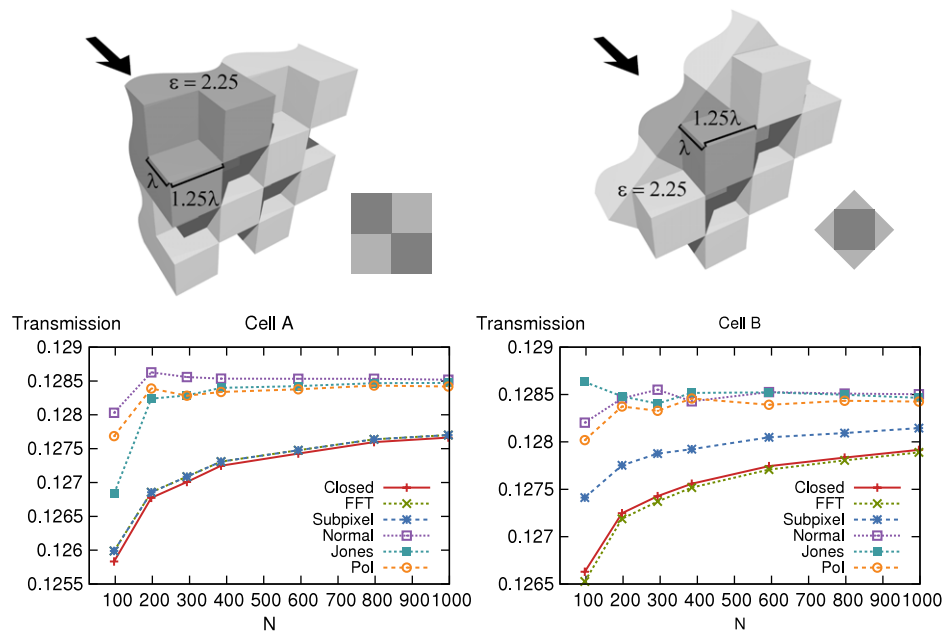 ε = 2.25
λ
1.25λ
1.25λ
λ
ε = 2.25
Transmission
Cell A
0.129
0.1285
0.128
0.1275
0.127
0.1265
0.126
0.1255
Closed
FFT
Subpixel
Normal
Jones
Pol
100 200 300 400 500 600 700 800 900 1000
N
Transmission
Cell B
0.129
0.1285
0.128
0.1275
0.127
0.1265
Closed
FFT
Subpixel
Normal
Jones
Pol
100 200 300 400 500 600 700 800 900 1000
N